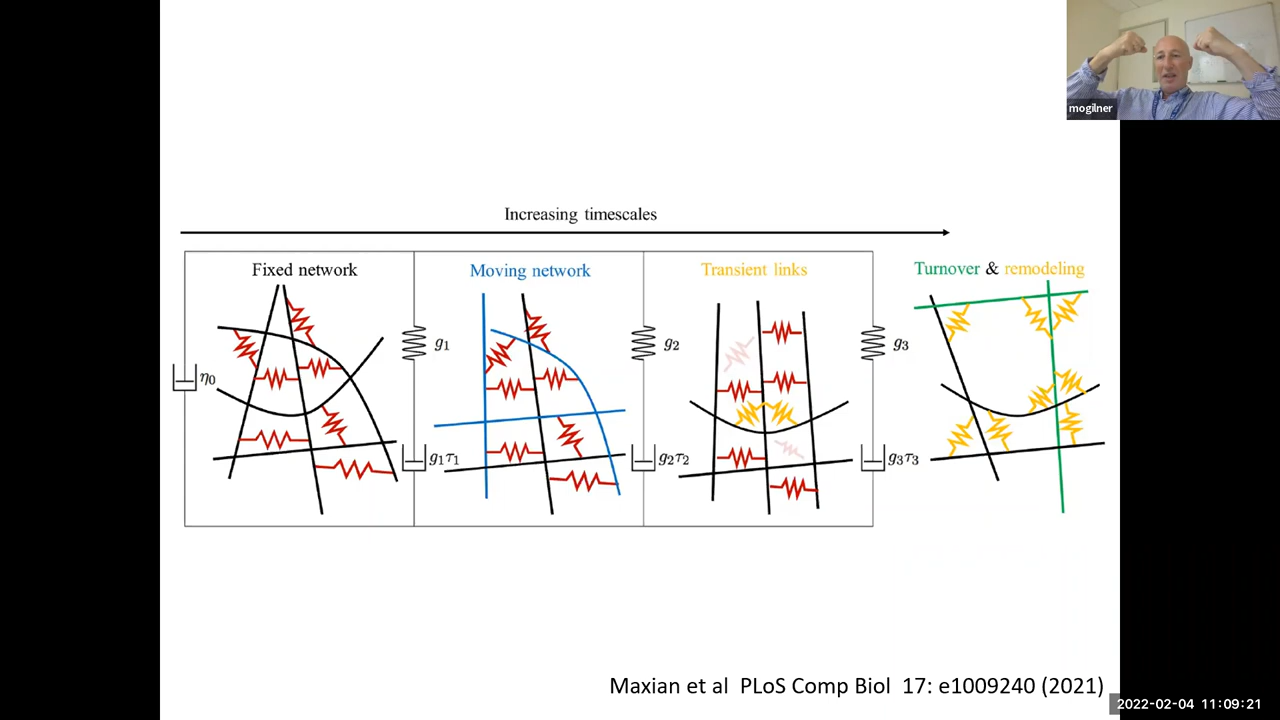 mogilner
Increasing timescales
Fixed network
Moving network
Transient links
Turnover & remodeling
η₀
g₁
g₂
g₃
g₁τ₁
g₂τ₂
g₃τ₃
Maxian et al PLoS Comp Biol 17: e1009240 (2021)
2022-02-04 11:09:21